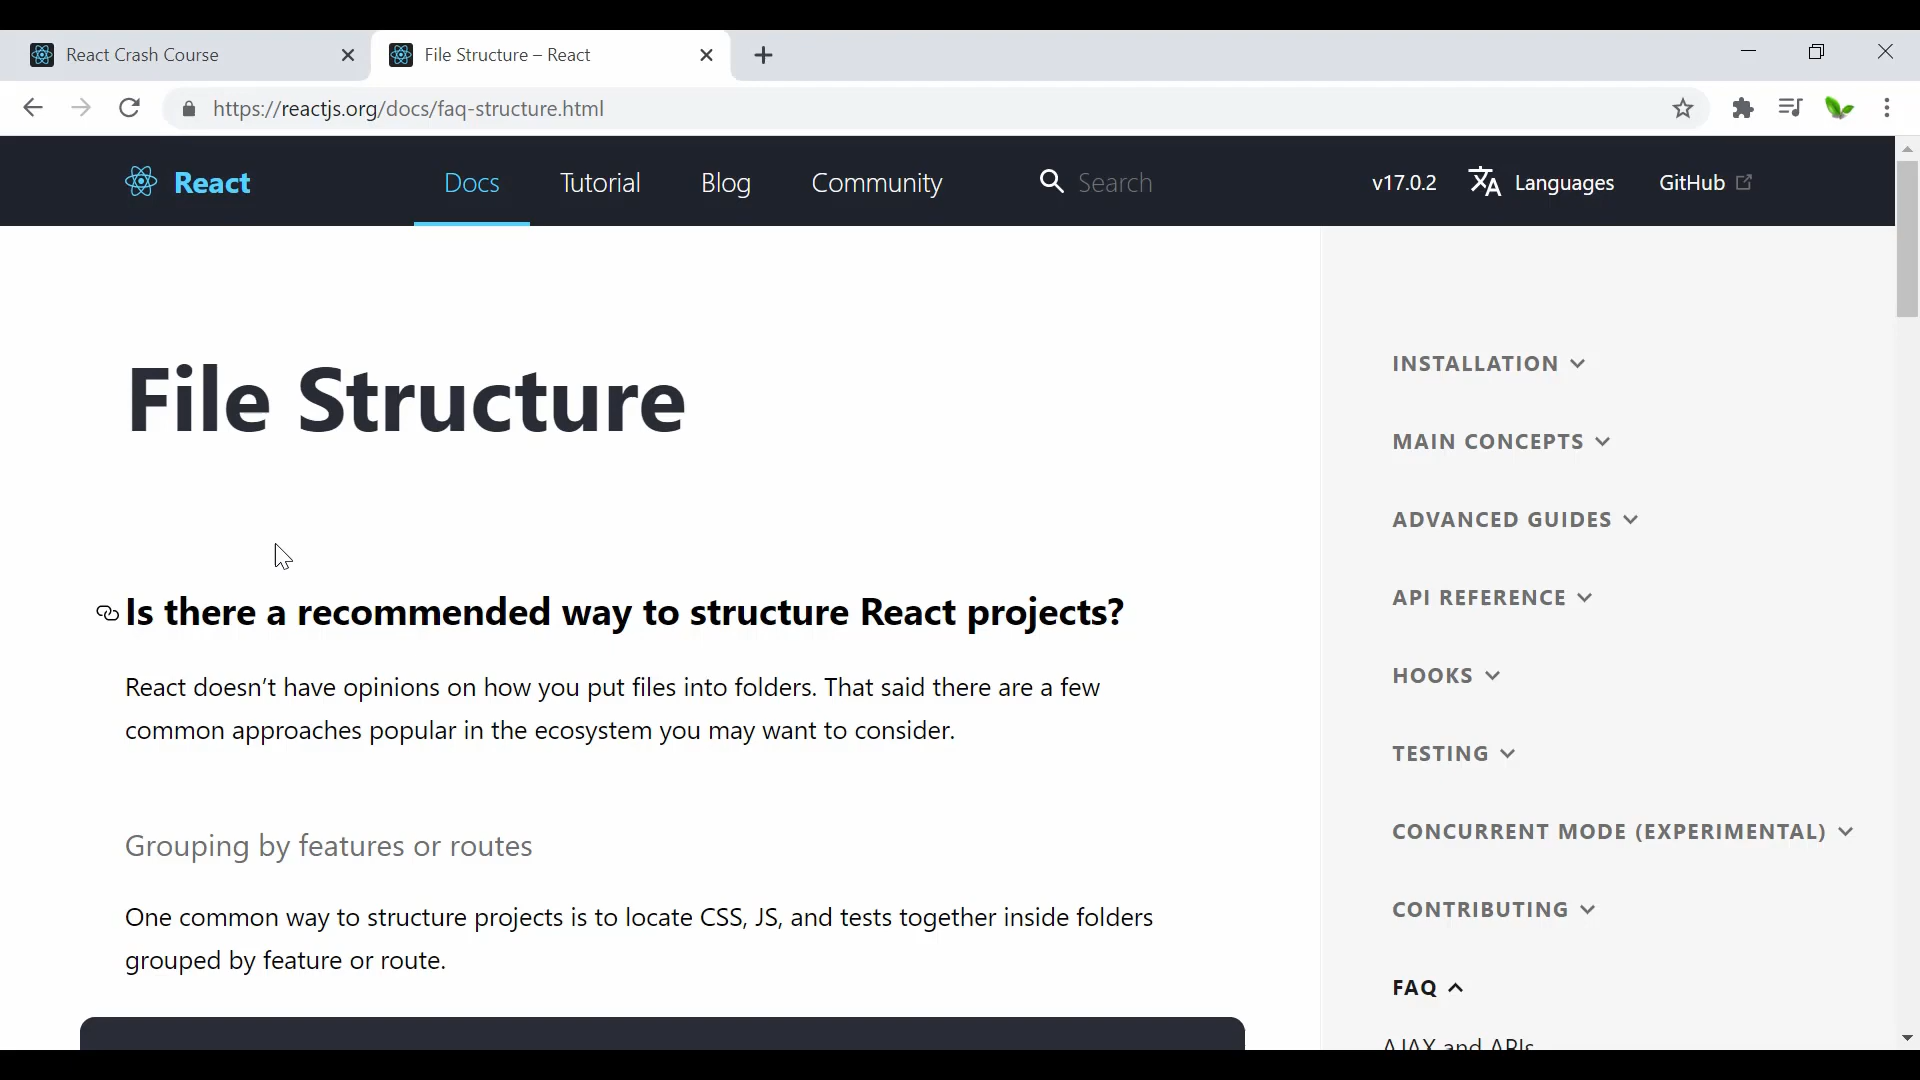 React Crash Course
File Structure – React
https://reactjs.org/docs/faq-structure.html
React
Docs
Tutorial
Blog
Community
Search
v17.0.2
Languages
GitHub
File Structure
Is there a recommended way to structure React projects?
React doesn’t have opinions on how you put files into folders. That said there are a few
common approaches popular in the ecosystem you may want to consider.
Grouping by features or routes
One common way to structure projects is to locate CSS, JS, and tests together inside folders
grouped by feature or route.
INSTALLATION
MAIN CONCEPTS
ADVANCED GUIDES
API REFERENCE
HOOKS
TESTING
CONCURRENT MODE (EXPERIMENTAL)
CONTRIBUTING
FAQ
AJAX and APIs